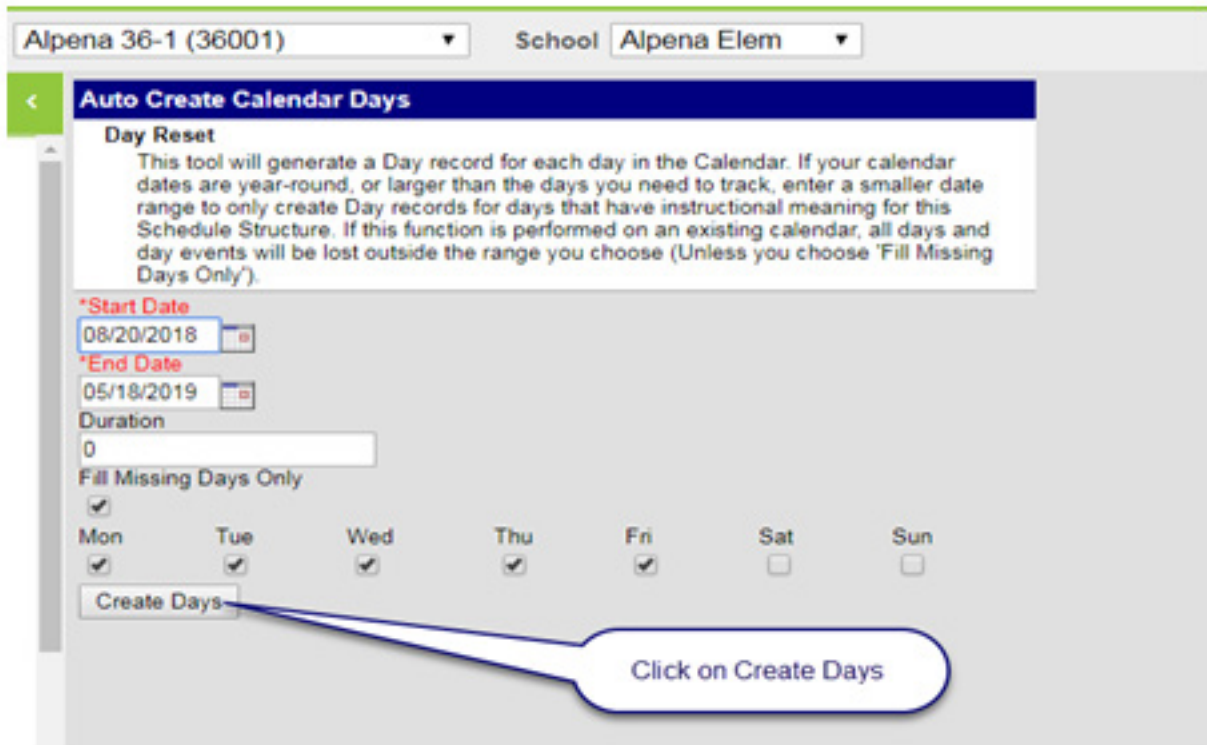 Alpena 36-1 (36001) School Alpena Elem
Auto Create Calendar Days
Day Reset
This tool will generate a Day record for each day in the Calendar. If your calendar
dates are year-round, or larger than the days you need to track, enter a smaller date
range to only create Day records for days that have instructional meaning for this
Schedule Structure. If this function is performed on an existing calendar, all days and
day events will be lost outside the range you choose (Unless you choose 'Fill Missing
Days Only').
*Start Date
08/20/2018
*End Date
05/18/2019
Duration
0
Fill Missing Days Only
Mon Tue Wed Thu Fri Sat Sun
Create Days
Click on Create Days